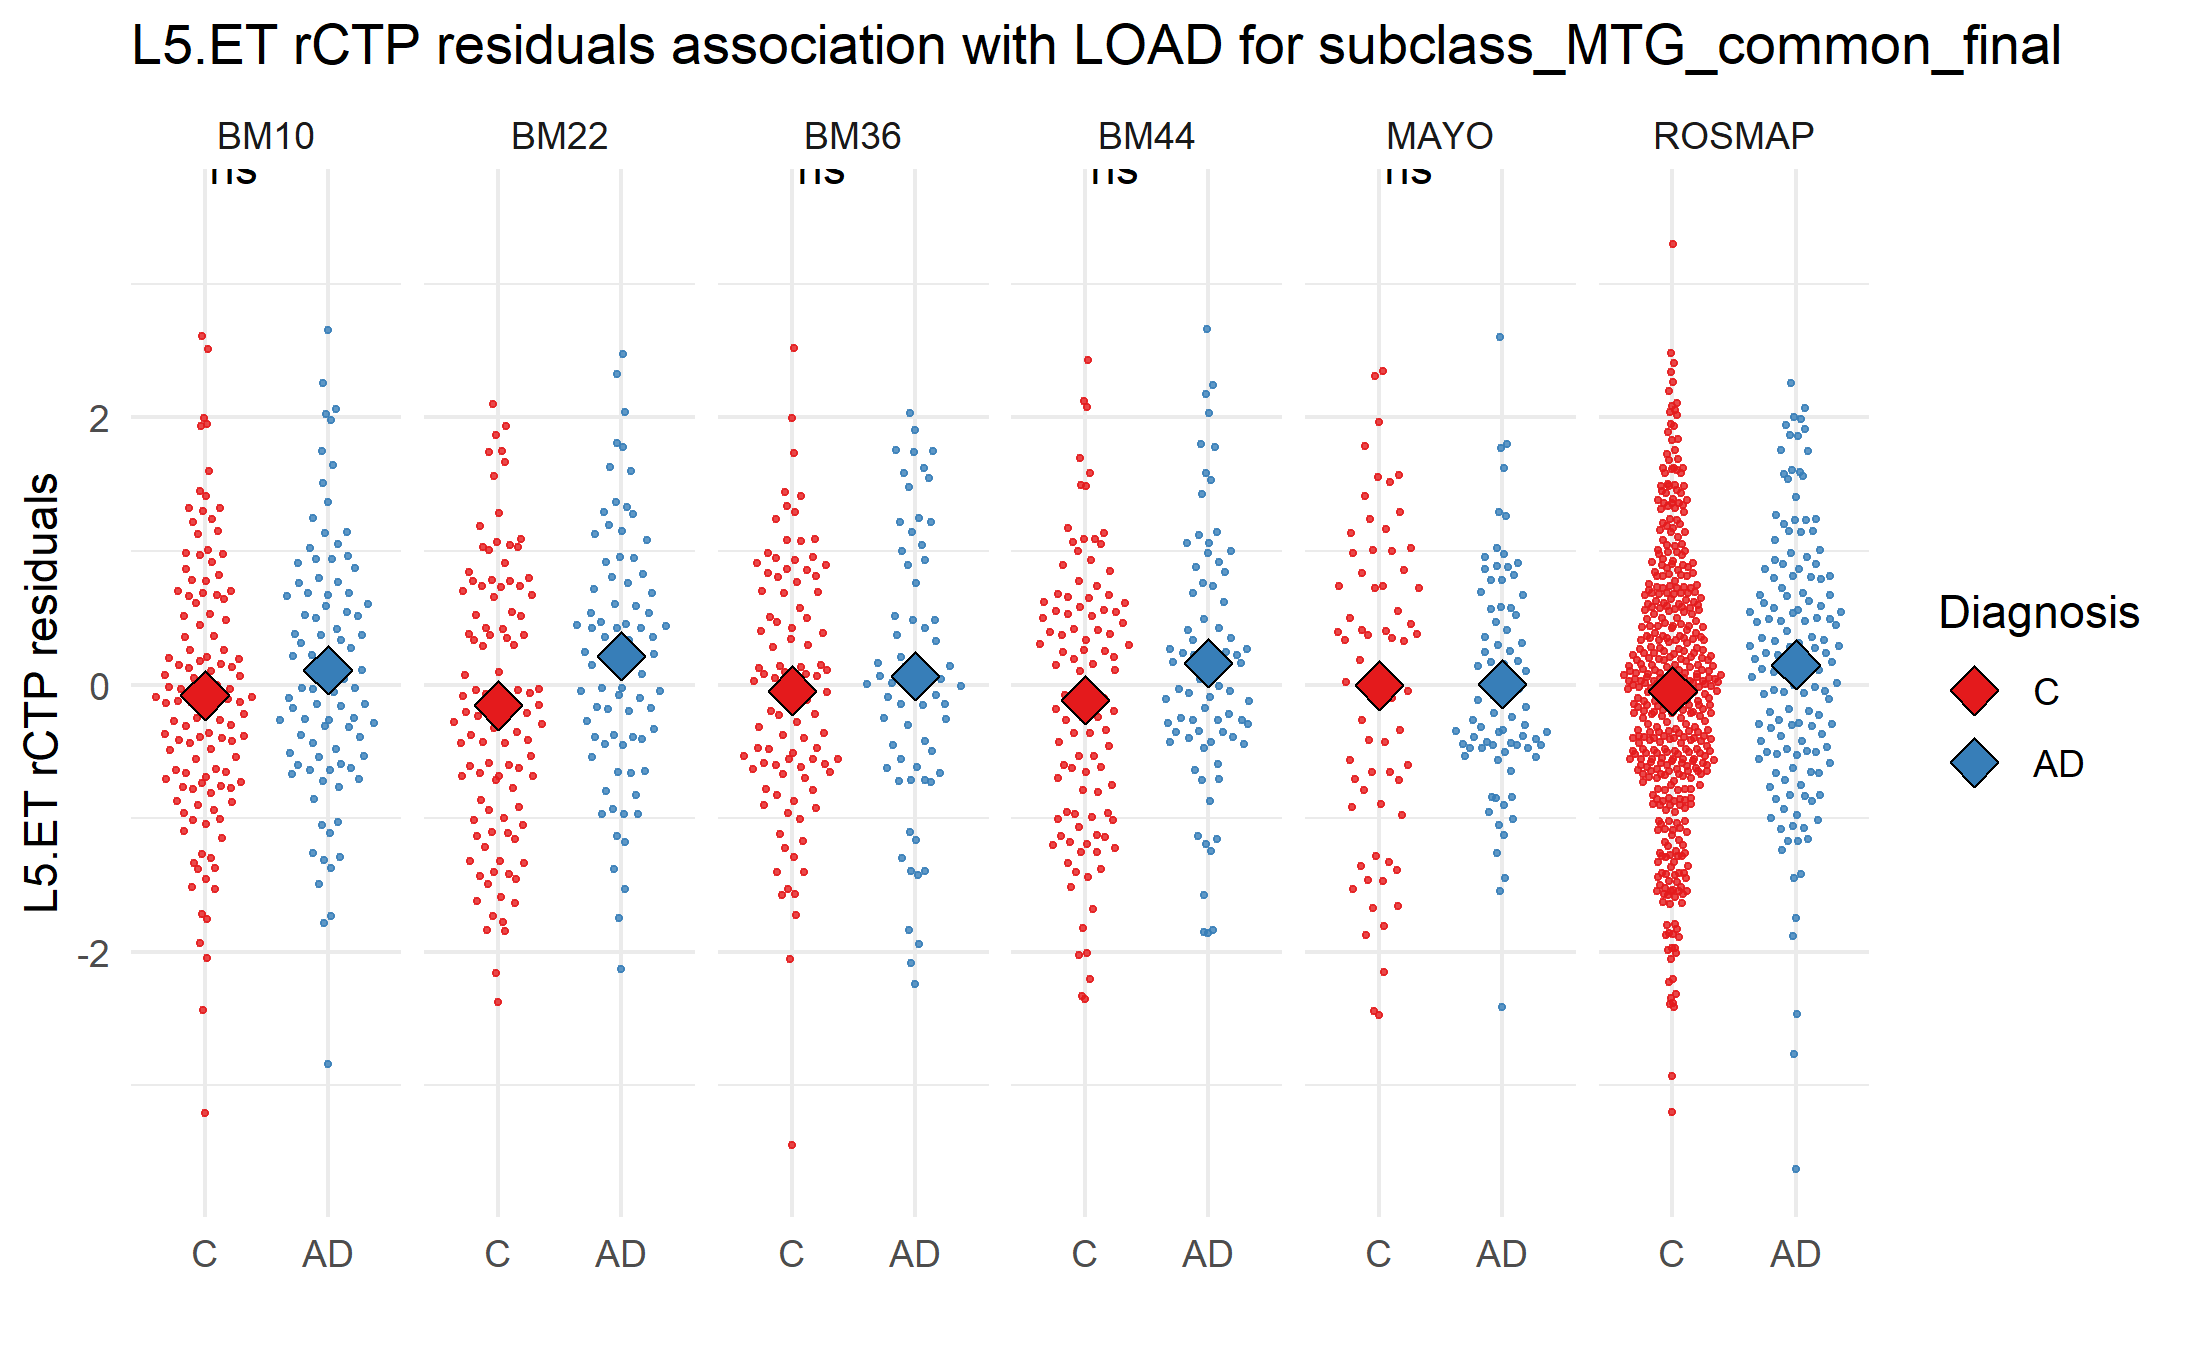 L5.ET rCTP residuals association with LOAD for subclass_MTG_common_final
BM10 BM22 BM36 BM44 MAYO ROSMAP
ns ns ns ns
L5.ET rCTP residuals
2
0
-2
C AD C AD C AD C AD C AD C AD
Diagnosis
C
AD